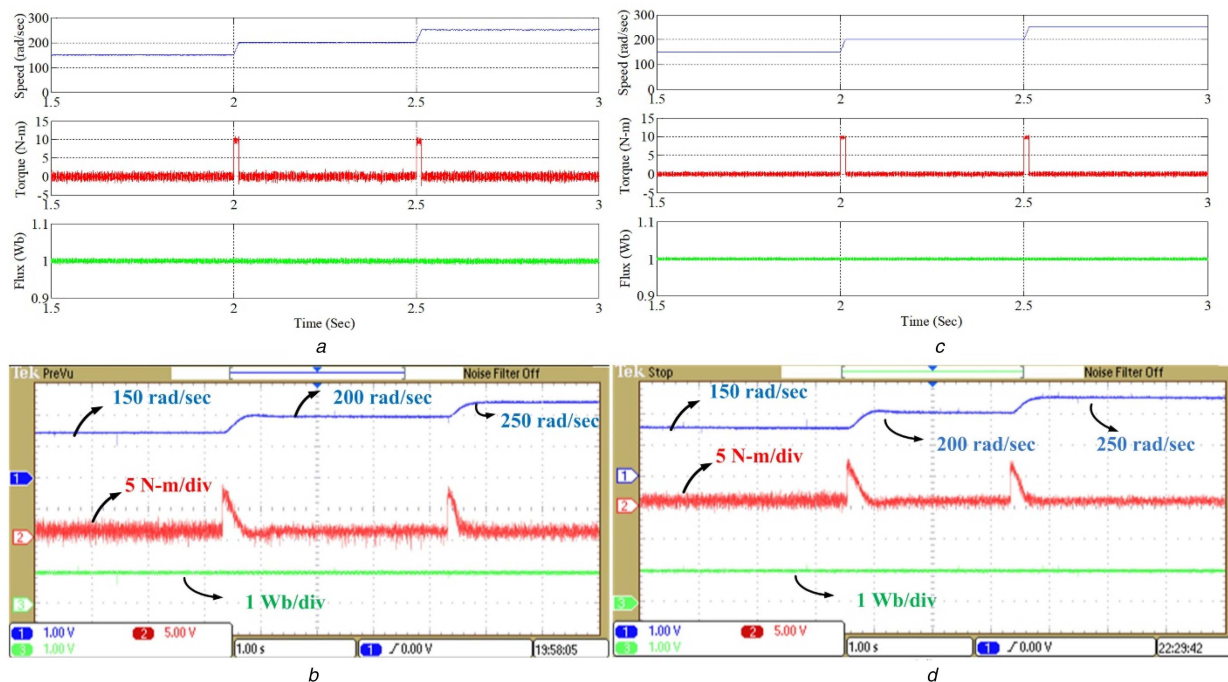 Speed (rad/sec)
300
200
100
0
1.5
2
2.5
3
Torque (N-m)
15
10
5
0
-5
1.5
2
2.5
3
Flux (Wb)
1.1
1
0.9
1.5
2
2.5
3
Time (Sec)
a
Speed (rad/sec)
300
200
100
0
1.5
2
2.5
3
Torque (N-m)
15
10
5
0
-5
1.5
2
2.5
3
Flux (Wb)
1.1
1
0.9
1.5
2
2.5
3
Time (Sec)
c
Tek PreVu
Noise Filter Off
150 rad/sec
200 rad/sec
250 rad/sec
1
5 N-m/div
2
1 Wb/div
3
1 1.00 V
2 5.00 V
3 1.00 V
1.00 s
1 0.00 V
19:58:05
b
Tek Stop
Noise Filter Off
150 rad/sec
200 rad/sec
250 rad/sec
5 N-m/div
1
2
1 Wb/div
3
1 1.00 V
2 5.00 V
3 1.00 V
1.00 s
1 0.00 V
22:29:42
d